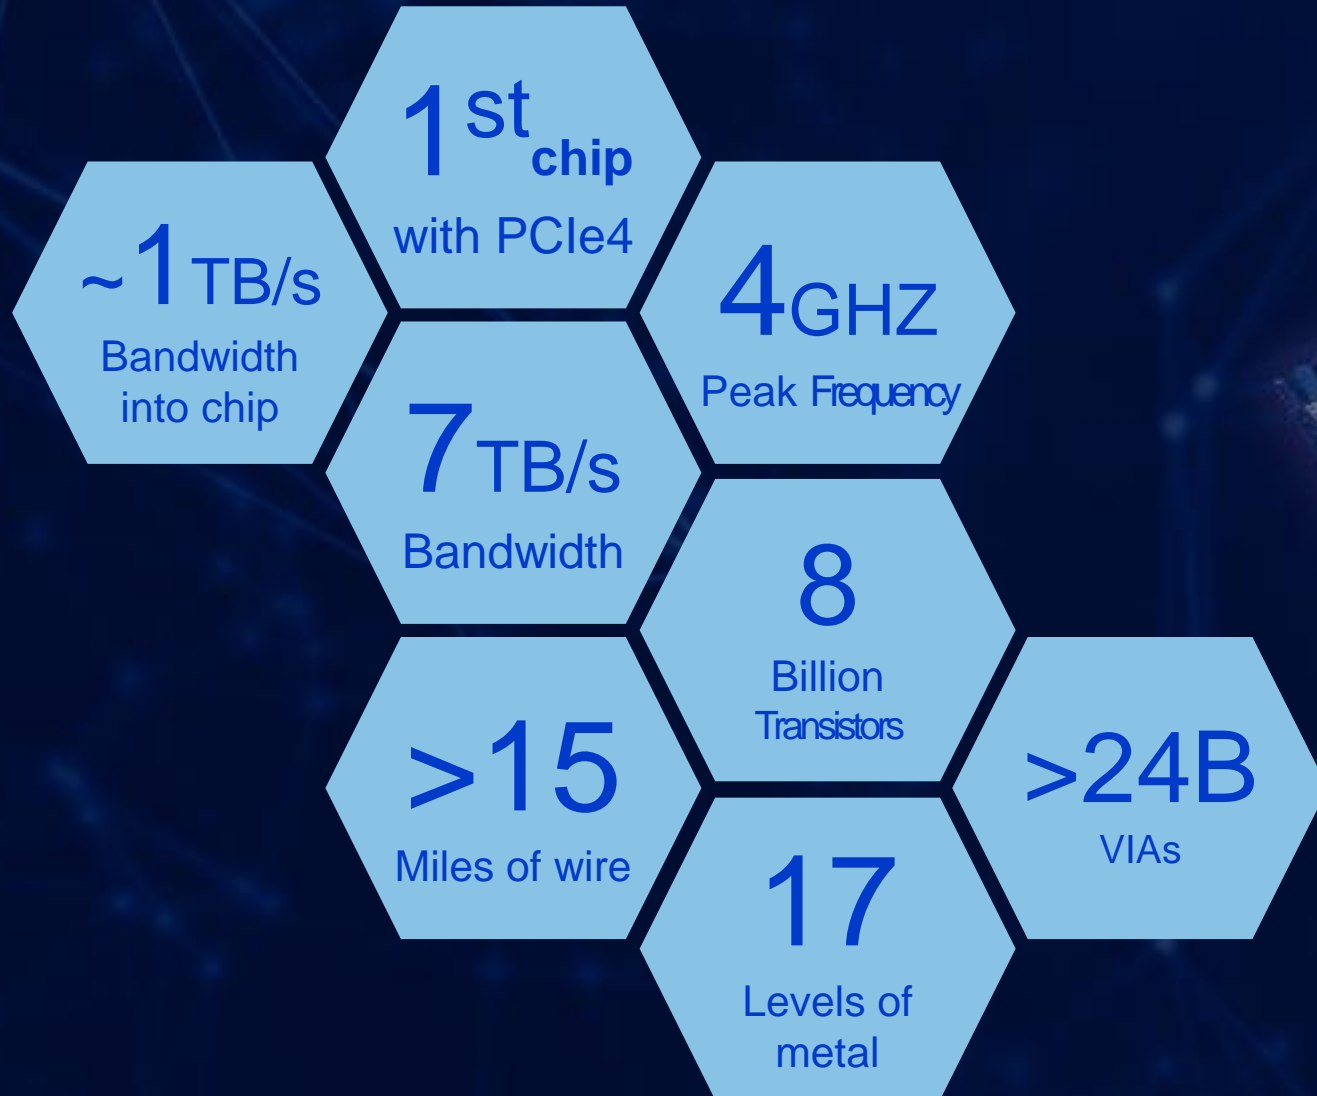 1st chip
with PCIe4
~1TB/s
Bandwidth
into chip
4GHZ
Peak Frequency
7TB/s
Bandwidth
8
Billion
Transistors
>15
Miles of wire
>24B
VIAs
17
Levels of
metal